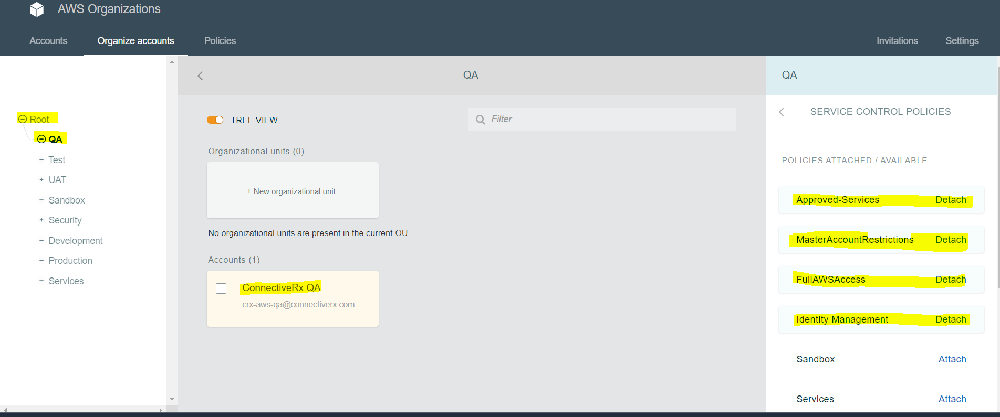 AWS Organizations
Accounts
Organize accounts
Policies
Invitations
Settings
Root
QA
Test
UAT
Sandbox
Security
Development
Production
Services
QA
TREE VIEW
Filter
Organizational units (0)
+ New organizational unit
No organizational units are present in the current OU
Accounts (1)
ConnectiveRx QA
crx-aws-qa@connectiverx.com
QA
SERVICE CONTROL POLICIES
POLICIES ATTACHED / AVAILABLE
Approved-Services Detach
MasterAccountRestrictions Detach
FullAWSAccess Detach
Identity Management Detach
Sandbox Attach
Services Attach